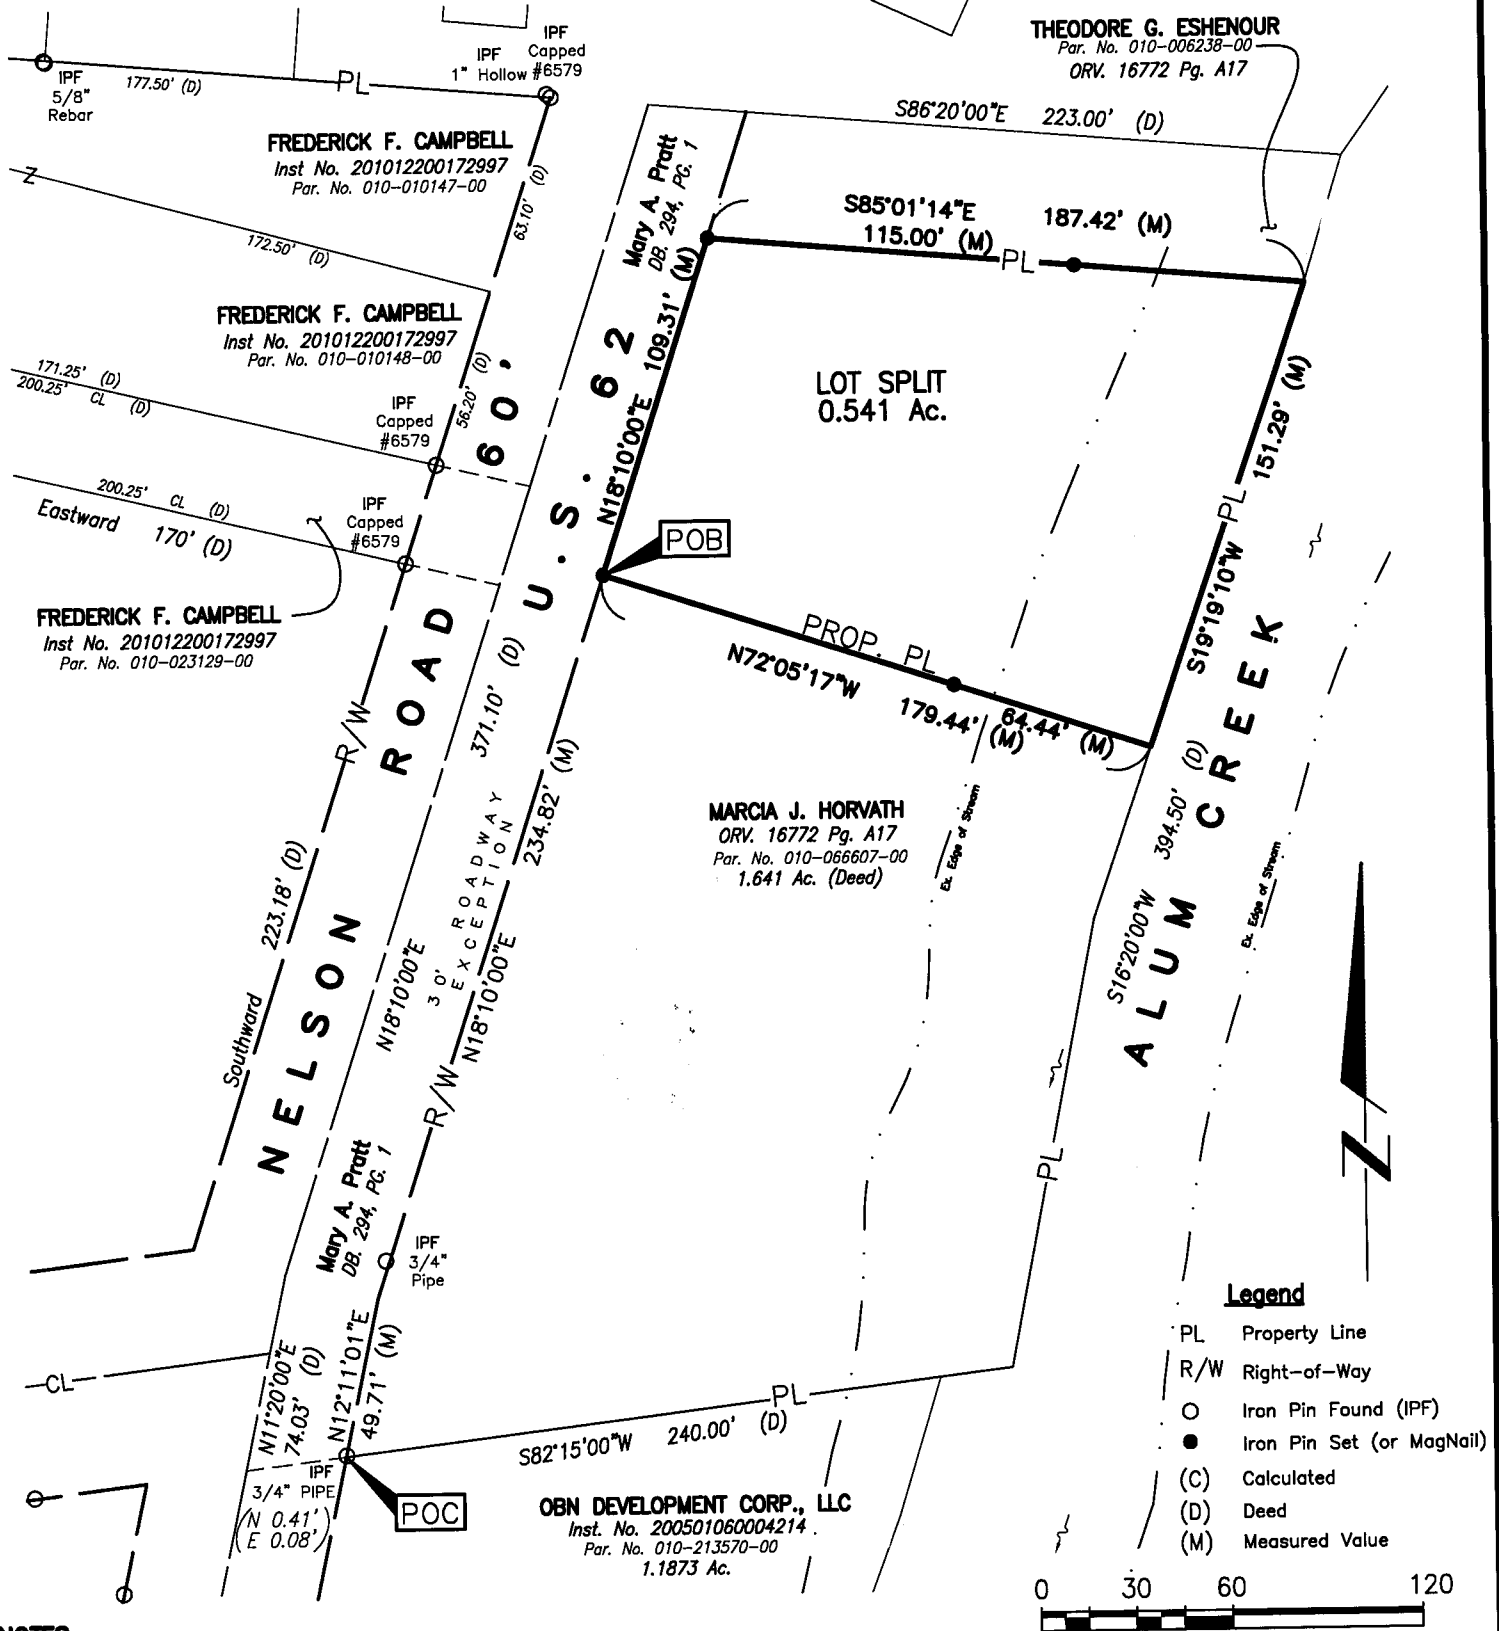 THEODORE G. ESHENOUR
Par. No. 010-006238-00
ORV. 16772 Pg. A17
IPF
5/8"
Rebar
177.50' (D)
PL
IPF
1" Hollow
IPF
Capped
#6579
S86°20'00"E 223.00' (D)
FREDERICK F. CAMPBELL
Inst No. 201012200172997
Par. No. 010-010147-00
63.10' (D)
Z
172.50' (D)
Mary A. Pratt
DB. 294, PG. 1
S85°01'14"E 187.42' (M)
115.00' (M)
PL
FREDERICK F. CAMPBELL
Inst No. 201012200172997
Par. No. 010-010148-00
56.20' (D)
171.25' (D)
200.25' CL (D)
IPF
Capped
#6579
60'
U.S. 62
N18°10'00"E 109.31' (M)
LOT SPLIT
0.541 Ac.
151.29' (M)
PL
S19°19'10"W
200.25' CL (D)
Eastward 170' (D)
IPF
Capped
#6579
POB
FREDERICK F. CAMPBELL
Inst No. 201012200172997
Par. No. 010-023129-00
PROP. PL
N72°05'17"W 179.44' (M)
64.44' (M)
R/W
NELSON ROAD
371.10' (D)
N18°10'00"E
30' ROADWAY
EXCEPTION
234.82' (M)
N18°10'00"E
R/W
223.18' (D)
Southward
MARCIA J. HORVATH
ORV. 16772 Pg. A17
Par. No. 010-066607-00
1.641 Ac. (Deed)
Ex. Edge of Stream
S16°20'00"W 394.50' (D)
ALUM CREEK
Ex. Edge of Stream
PL
Mary A. Pratt
DB. 294, PG. 1
IPF
3/4"
Pipe
CL
N11°20'00"E
74.03' (D)
N12°11'01"E
49.71' (M)
PL
S82°15'00"W 240.00' (D)
IPF
3/4" PIPE
(N 0.41'
E 0.08')
POC
OBN DEVELOPMENT CORP., LLC
Inst. No. 200501060004214
Par. No. 010-213570-00
1.1873 Ac.
Z
Legend
PL Property Line
R/W Right-of-Way
Iron Pin Found (IPF)
Iron Pin Set (or MagNail)
(C) Calculated
(D) Deed
(M) Measured Value
0 30 60 120
NOTES